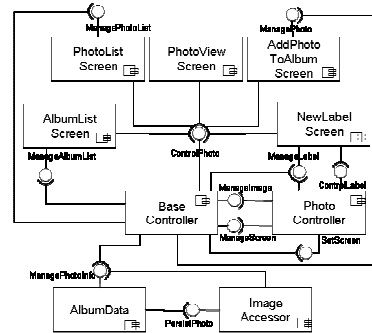 ManagePhotoList
ManagePhoto
PhotoList
Screen
PhotoView
Screen
AddPhoto
ToAlbum
Screen
AlbumList
Screen
NewLabel
Screen
ManageAlbumList
ControlPhoto
ManageLabel
ManageImage
ControlLabel
Base
Controller
Photo
Controller
ManageScreen
SetScreen
ManagePhotoInfo
AlbumData
PersistPhoto
Image
Accessor